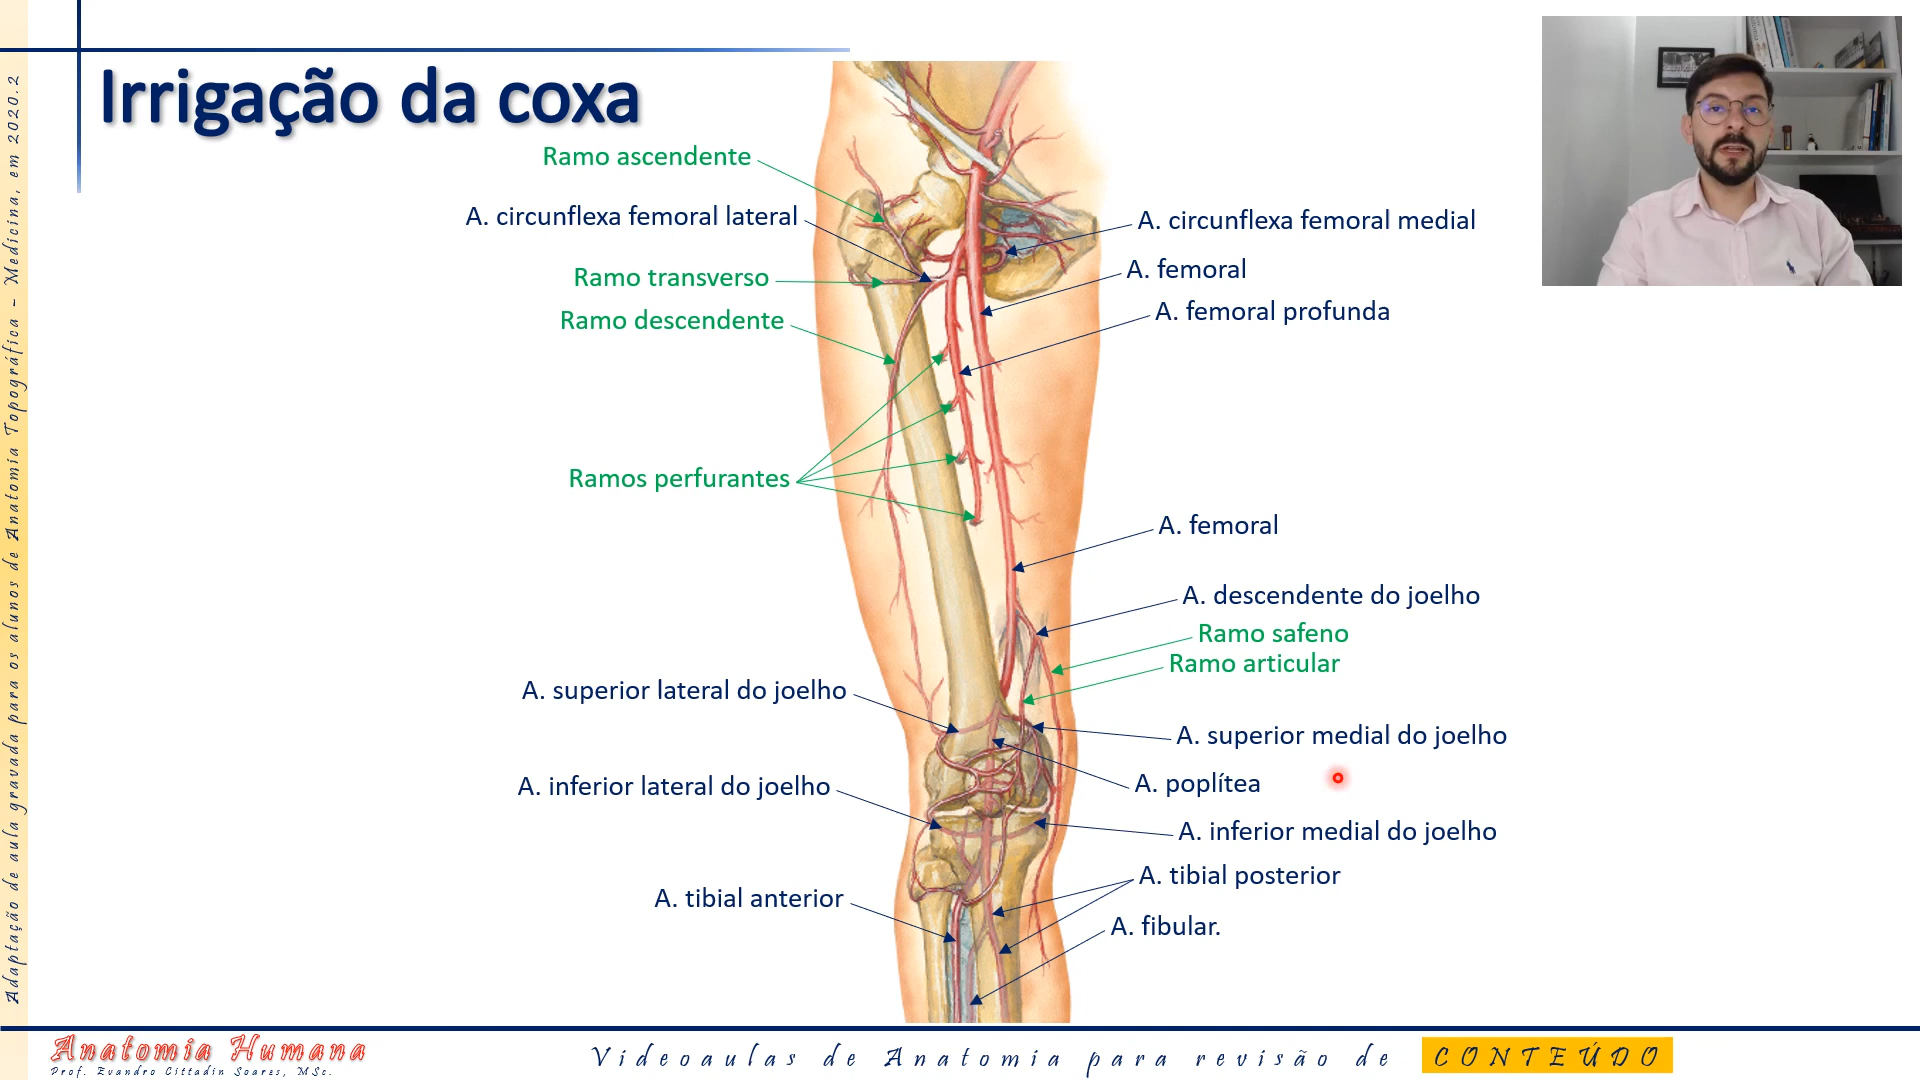 Adaptação de aula gravada para os alunos de Anatomia Topográfica – Medicina, em 2020.2
Irrigação da coxa
Ramo ascendente
A. circunflexa femoral lateral
Ramo transverso
Ramo descendente
Ramos perfurantes
A. superior lateral do joelho
A. inferior lateral do joelho
A. tibial anterior
A. circunflexa femoral medial
A. femoral
A. femoral profunda
A. femoral
A. descendente do joelho
Ramo safeno
Ramo articular
A. superior medial do joelho
A. poplítea
A. inferior medial do joelho
A. tibial posterior
A. fibular.
Anatomia Humana
Prof. Evandro Cittadin Soares, MSc.
Videoaulas de Anatomia para revisão de CONTEÚDO